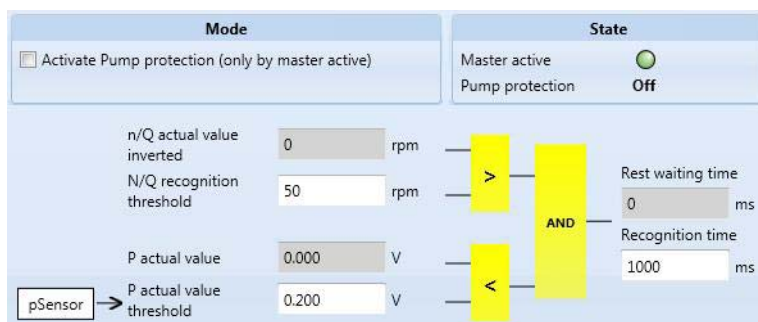 Mode
Activate Pump protection (only by master active)
State
Master active
Pump protection Off
n/Q actual value
inverted
0 rpm
N/Q recognition
threshold
50 rpm
>
AND
Rest waiting time
0 ms
Recognition time
1000 ms
P actual value 0.000 V
pSensor
P actual value
threshold
0.200 V
<